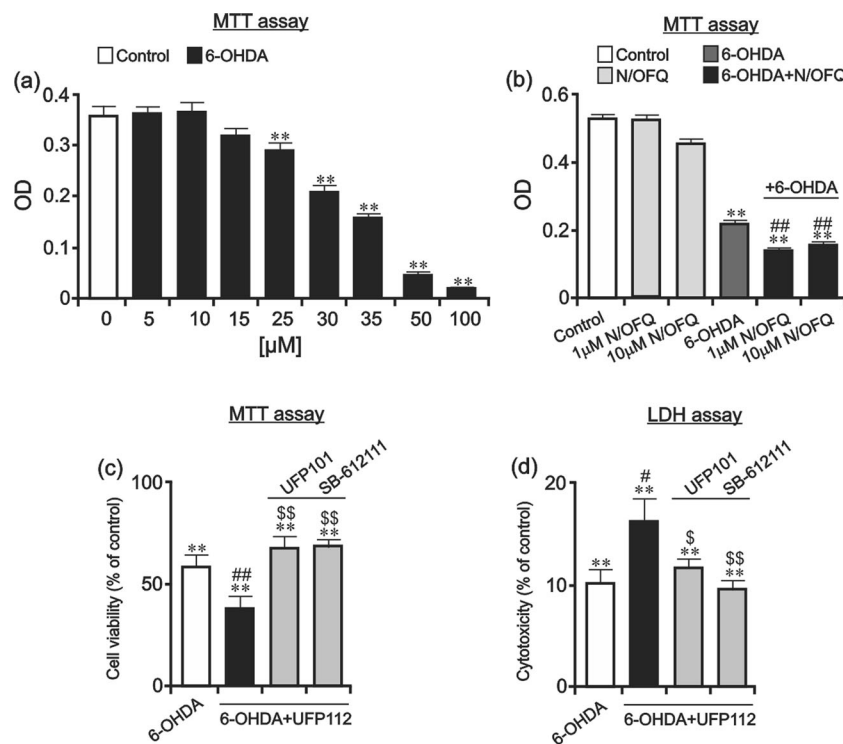 MTT assay
Control 6-OHDA
(a)
0.4
0.3
0.2
0.1
0
OD
** ** ** ** **
0 5 10 15 25 30 35 50 100
[µM]
MTT assay
Control 6-OHDA
N/OFQ 6-OHDA+N/OFQ
(b)
0.6
0.4
0.2
0
OD
+6-OHDA
## ##
** ** **
Control
1µM N/OFQ
10µM N/OFQ
6-OHDA
1µM N/OFQ
10µM N/OFQ
MTT assay
(c)
UFP101
SB-612111
100
50
0
Cell viability (% of control)
$$ $$
** ** **
##
**
6-OHDA
6-OHDA+UFP112
LDH assay
(d)
UFP101
SB-612111
20
10
0
Cytotoxicity (% of control)
#
**
$
** ** $$
**
6-OHDA
6-OHDA+UFP112